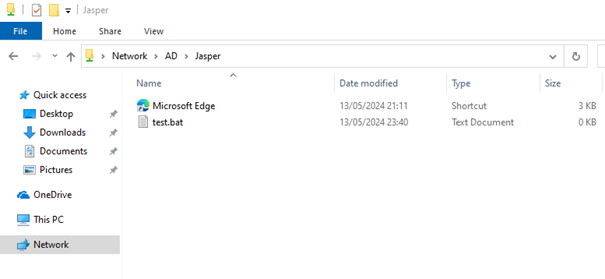 Jasper
File Home Share View
Network AD Jasper
Name Date modified Type Size
Quick access
Desktop
Downloads
Documents
Pictures
OneDrive
This PC
Network
Microsoft Edge 13/05/2024 21:11 Shortcut 3 KB
test.bat 13/05/2024 23:40 Text Document 0 KB